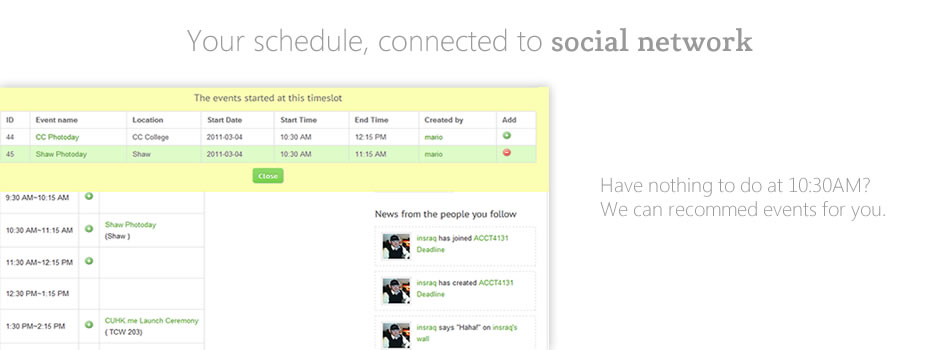 Your schedule, connected to social network
The events started at this timeslot
ID Event name Location Start Date Start Time End Time Created by Add
44 CC Photoday CC College 2011-03-04 10:30 AM 12:15 PM mario
45 Shaw Photoday Shaw 2011-03-04 10:30 AM 11:15 AM mario
Close
9:30 AM~10:15 AM
10:30 AM~11:15 AM Shaw Photoday
(Shaw )
11:30 AM~12:15 PM
12:30 PM~1:15 PM
1:30 PM~2:15 PM CUHK me Launch Ceremony
( TCW 203)
News from the people you follow
insraq has joined ACCT4131
Deadline
insraq has created ACCT4131
Deadline
insraq says "Haha!" on insraq's
wall
Have nothing to do at 10:30AM?
We can recommed events for you.